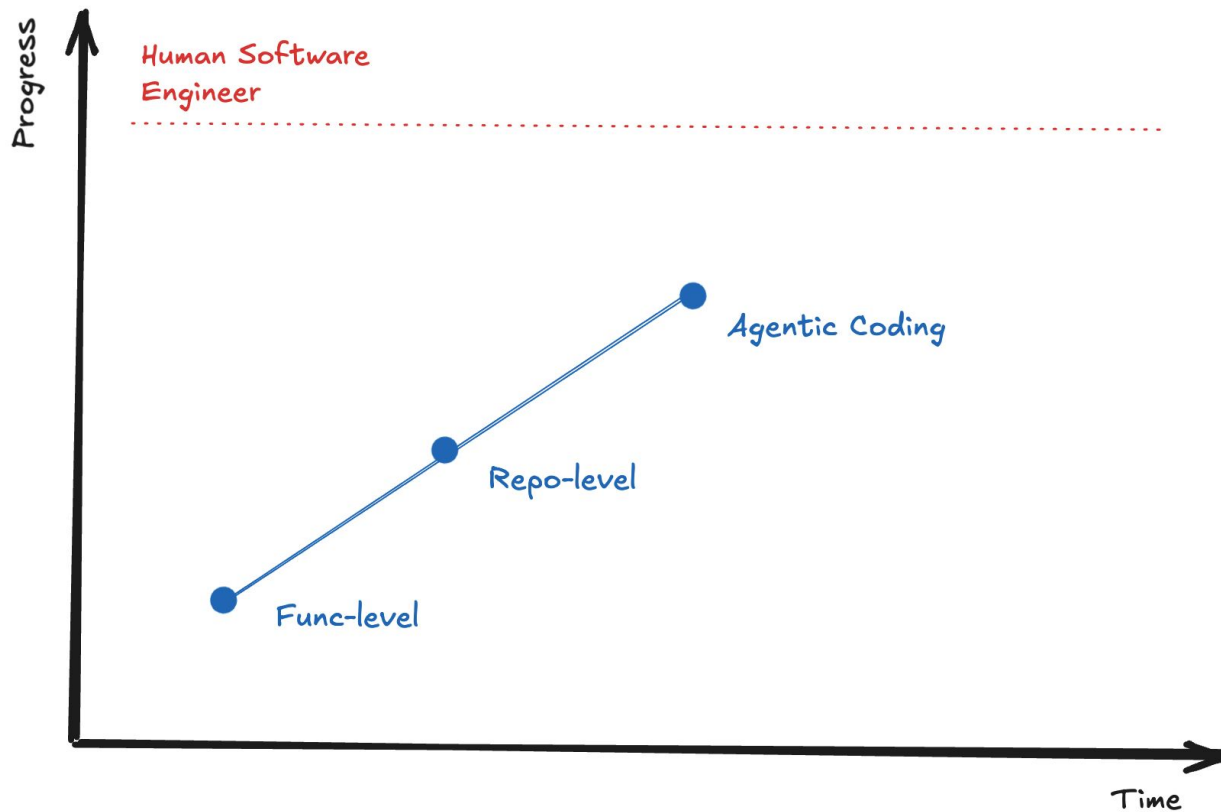 Progress
Human Software
Engineer
Agentic Coding
Repo-level
Func-level
Time